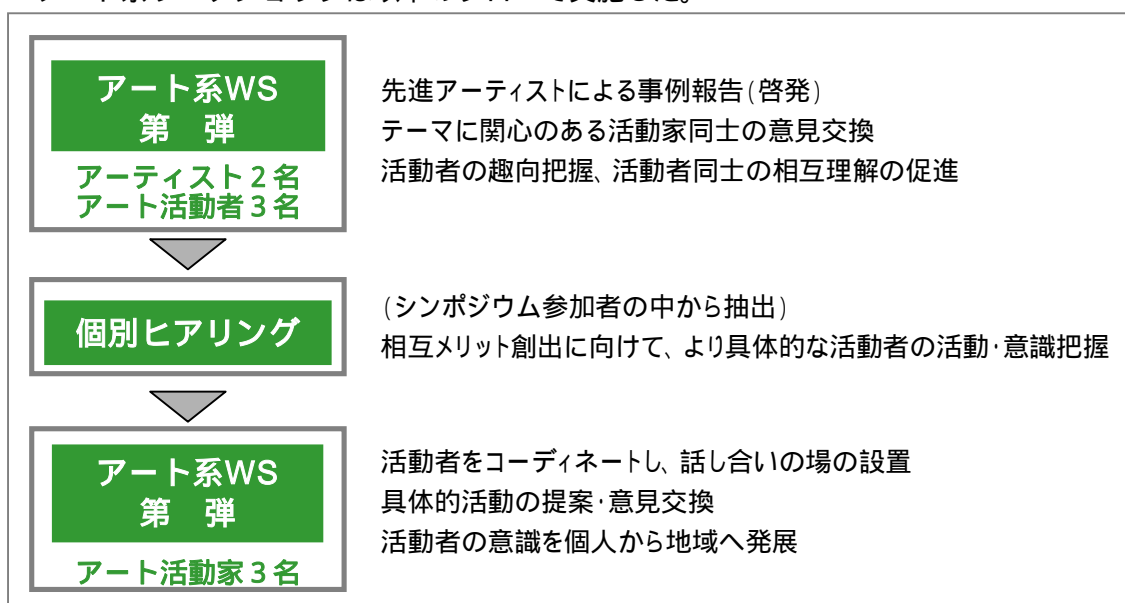 アート系WS
第　弾
アーティスト2名
アート活動者3名
先進アーティストによる事例報告(啓発)
テーマに関心のある活動家同士の意見交換
活動者の趣向把握、活動者同士の相互理解の促進
個別ヒアリング
(シンポジウム参加者の中から抽出)
相互メリット創出に向けて、より具体的な活動者の活動･意識把握
アート系WS
第　弾
アート活動家3名
活動者をコーディネートし、話し合いの場の設置
具体的活動の提案･意見交換
活動者の意識を個人から地域へ発展